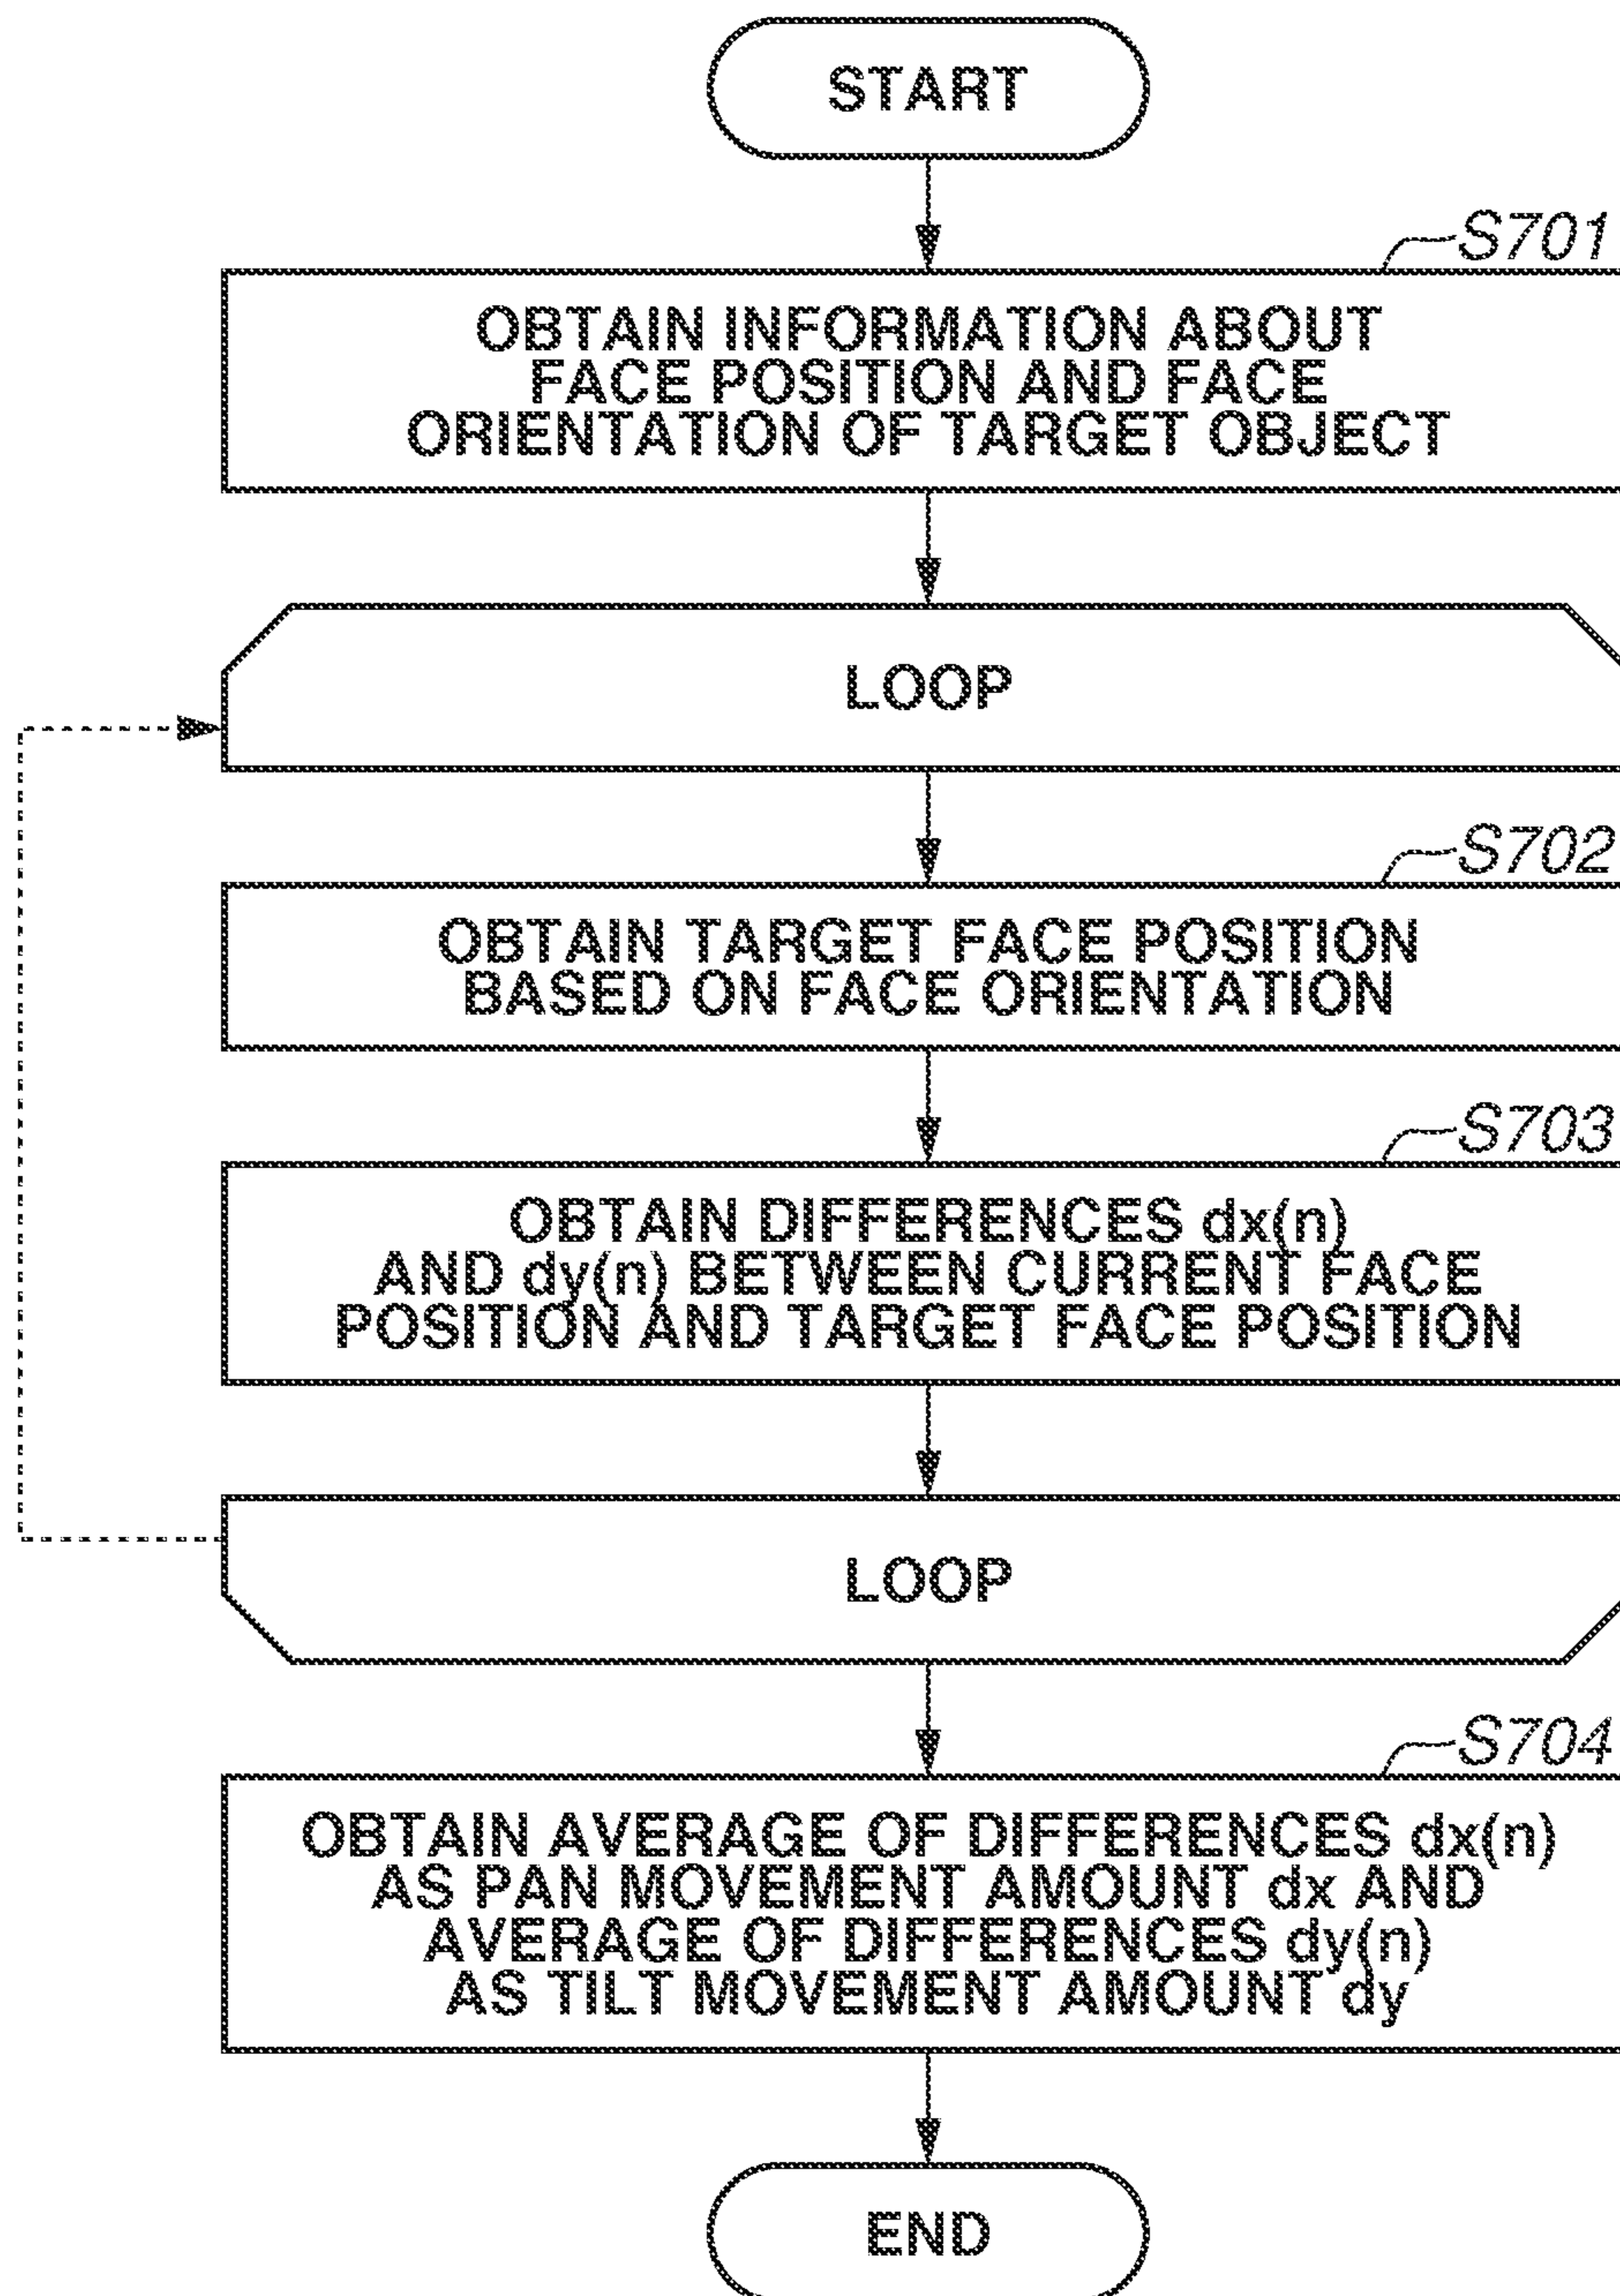 START
S701
OBTAIN INFORMATION ABOUT
FACE POSITION AND FACE
ORIENTATION OF TARGET OBJECT
LOOP
S702
OBTAIN TARGET FACE POSITION
BASED ON FACE ORIENTATION
S703
OBTAIN DIFFERENCES dx(n)
AND dy(n) BETWEEN CURRENT FACE
POSITION AND TARGET FACE POSITION
LOOP
S704
OBTAIN AVERAGE OF DIFFERENCES dx(n)
AS PAN MOVEMENT AMOUNT dx AND
AVERAGE OF DIFFERENCES dy(n)
AS TILT MOVEMENT AMOUNT dy
END